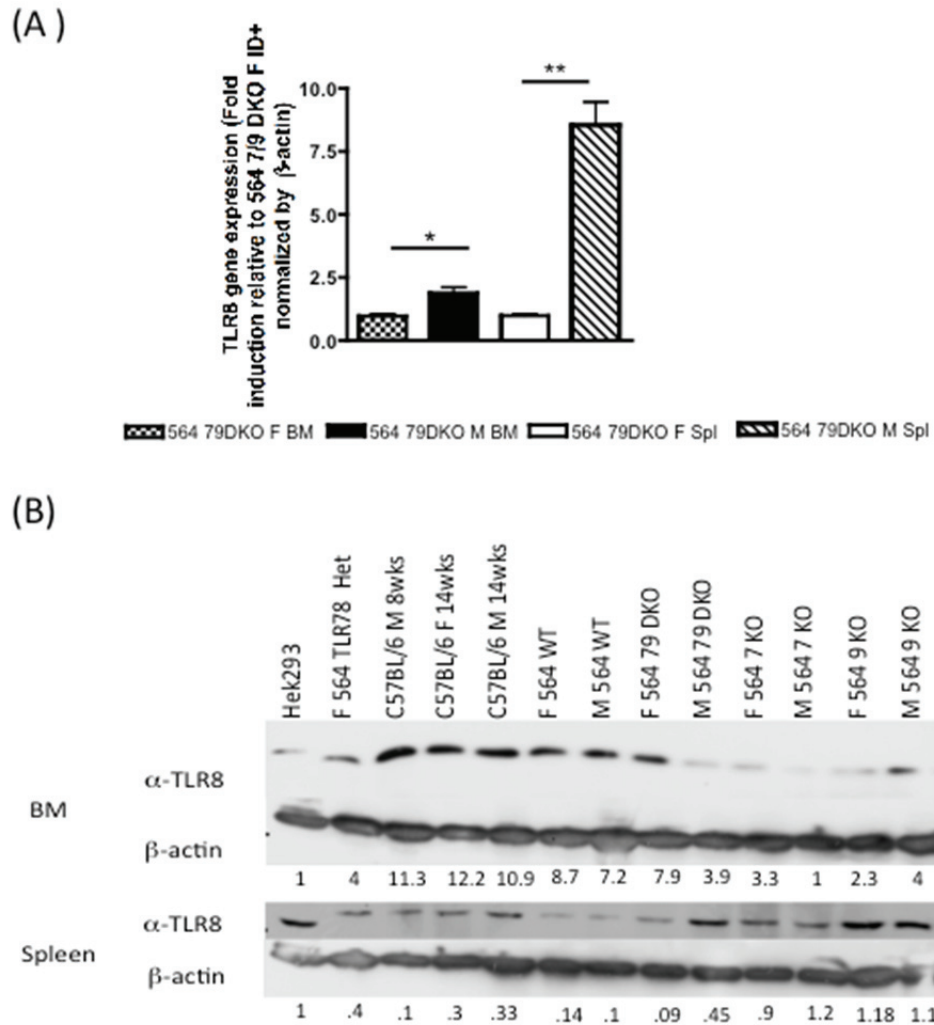 (A)
TLR8 gene expression (Fold
induction relative to 564 7/9 DKO F ID+
normalized by β-actin)
10.0
7.5
5.0
2.5
0.0
*
**
564 79DKO F BM
564 79DKO M BM
564 79DKO F Spl
564 79DKO M Spl
(B)
Hek293
F 564 TLR78 Het
C57BL/6 M 8wks
C57BL/6 F 14wks
C57BL/6 M 14wks
F 564 WT
M 564 WT
F 564 79 DKO
M 564 79 DKO
F 564 7 KO
M 564 7 KO
F 564 9 KO
M 564 9 KO
BM
α-TLR8
β-actin
1 4 11.3 12.2 10.9 8.7 7.2 7.9 3.9 3.3 1 2.3 4
Spleen
α-TLR8
β-actin
1 .4 .1 .3 .33 .14 .1 .09 .45 .9 1.2 1.18 1.1